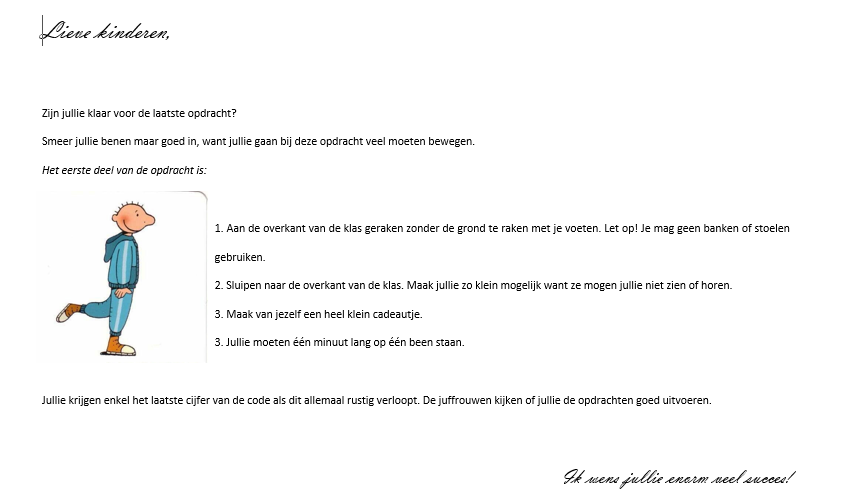 Lieve kinderen,
Zijn jullie klaar voor de laatste opdracht?
Smeer jullie benen maar goed in, want jullie gaan bij deze opdracht veel moeten bewegen.
Het eerste deel van de opdracht is:
1. Aan de overkant van de klas geraken zonder de grond te raken met je voeten. Let op! Je mag geen banken of stoelen
gebruiken.
2. Sluipen naar de overkant van de klas. Maak jullie zo klein mogelijk want ze mogen jullie niet zien of horen.
3. Maak van jezelf een heel klein cadeautje.
3. Jullie moeten één minuut lang op één been staan.
Jullie krijgen enkel het laatste cijfer van de code als dit allemaal rustig verloopt. De juffrouwen kijken of jullie de opdrachten goed uitvoeren.
Ik wens jullie enorm veel succes!